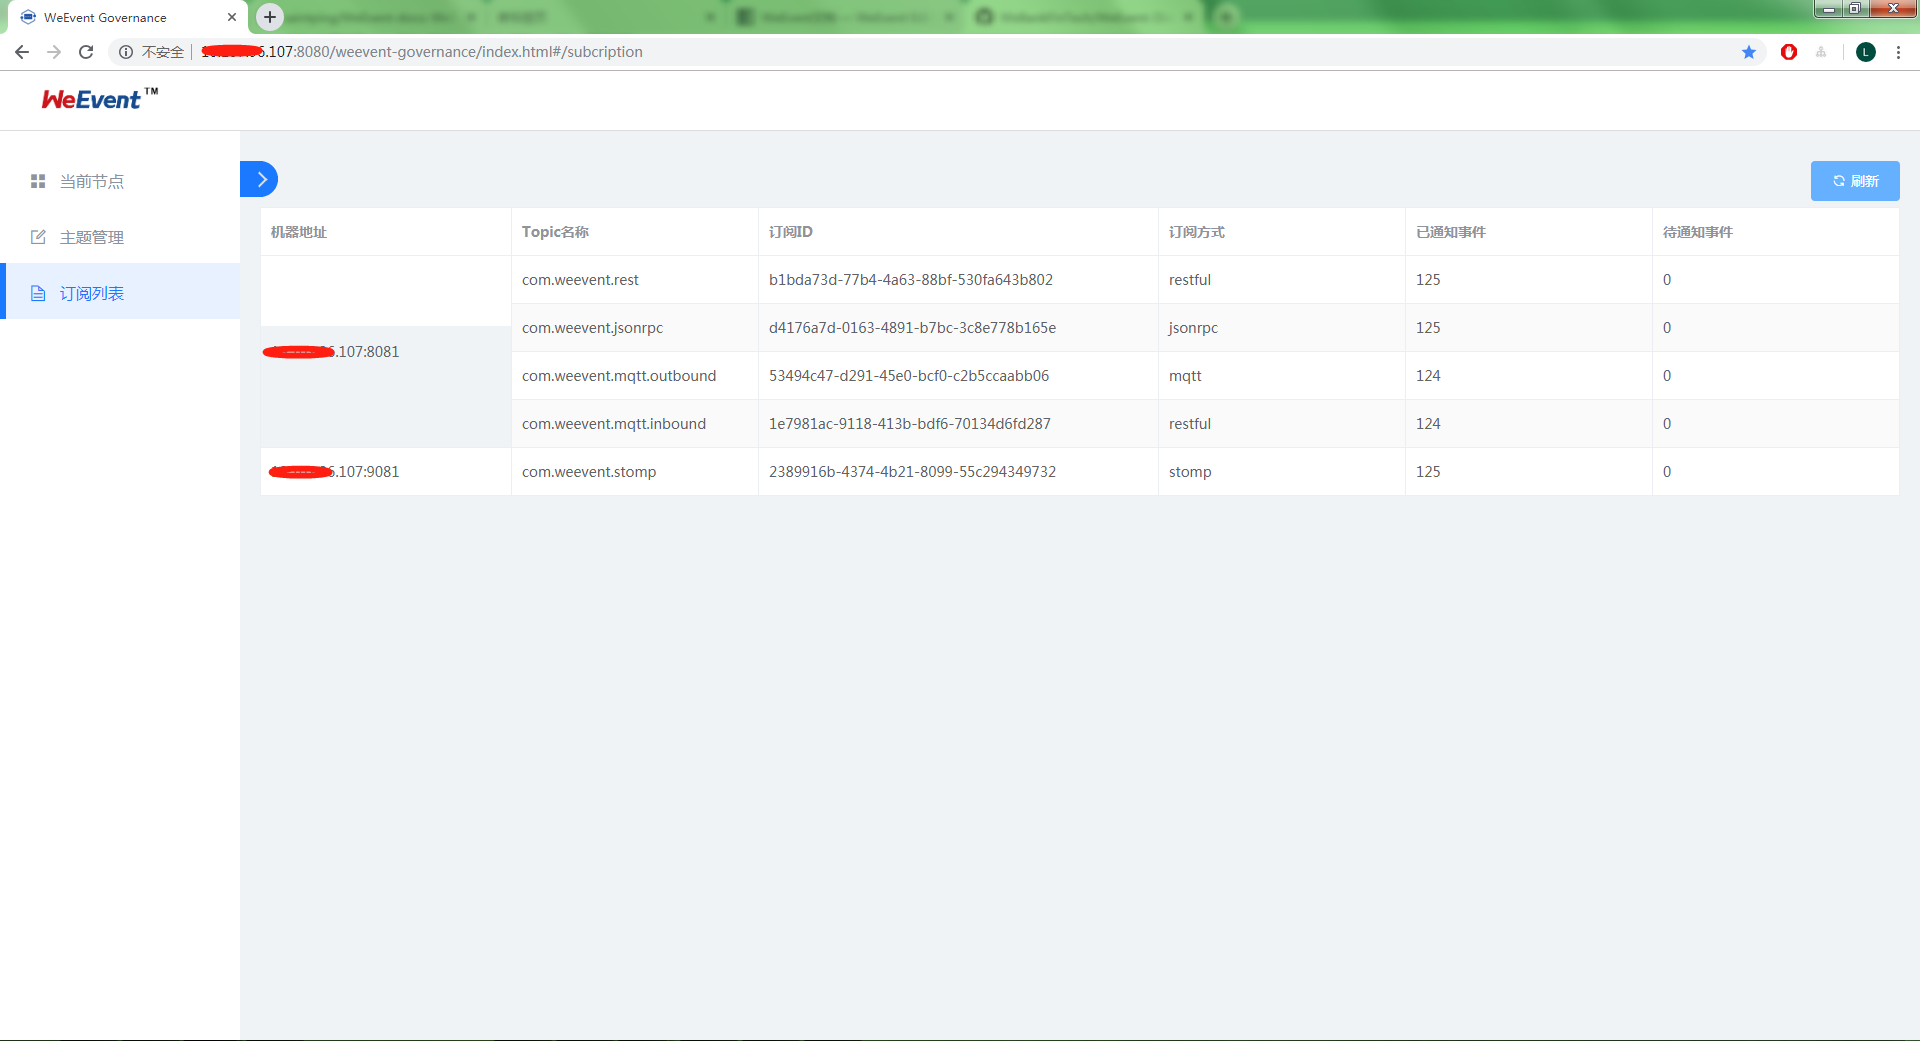 WeEvent Governance
不安全
6.107:8080/weevent-governance/index.html#/subcription
L
WeEvent™
当前节点
主题管理
订阅列表
刷新
机器地址 Topic名称 订阅ID 订阅方式 已通知事件 待通知事件
com.weevent.rest b1bda73d-77b4-4a63-88bf-530fa643b802 restful 125 0
com.weevent.jsonrpc d4176a7d-0163-4891-b7bc-3c8e778b165e jsonrpc 125 0
6.107:8081
com.weevent.mqtt.outbound 53494c47-d291-45e0-bcf0-c2b5ccaabb06 mqtt 124 0
com.weevent.mqtt.inbound 1e7981ac-9118-413b-bdf6-70134d6fd287 restful 124 0
6.107:9081 com.weevent.stomp 2389916b-4374-4b21-8099-55c294349732 stomp 125 0